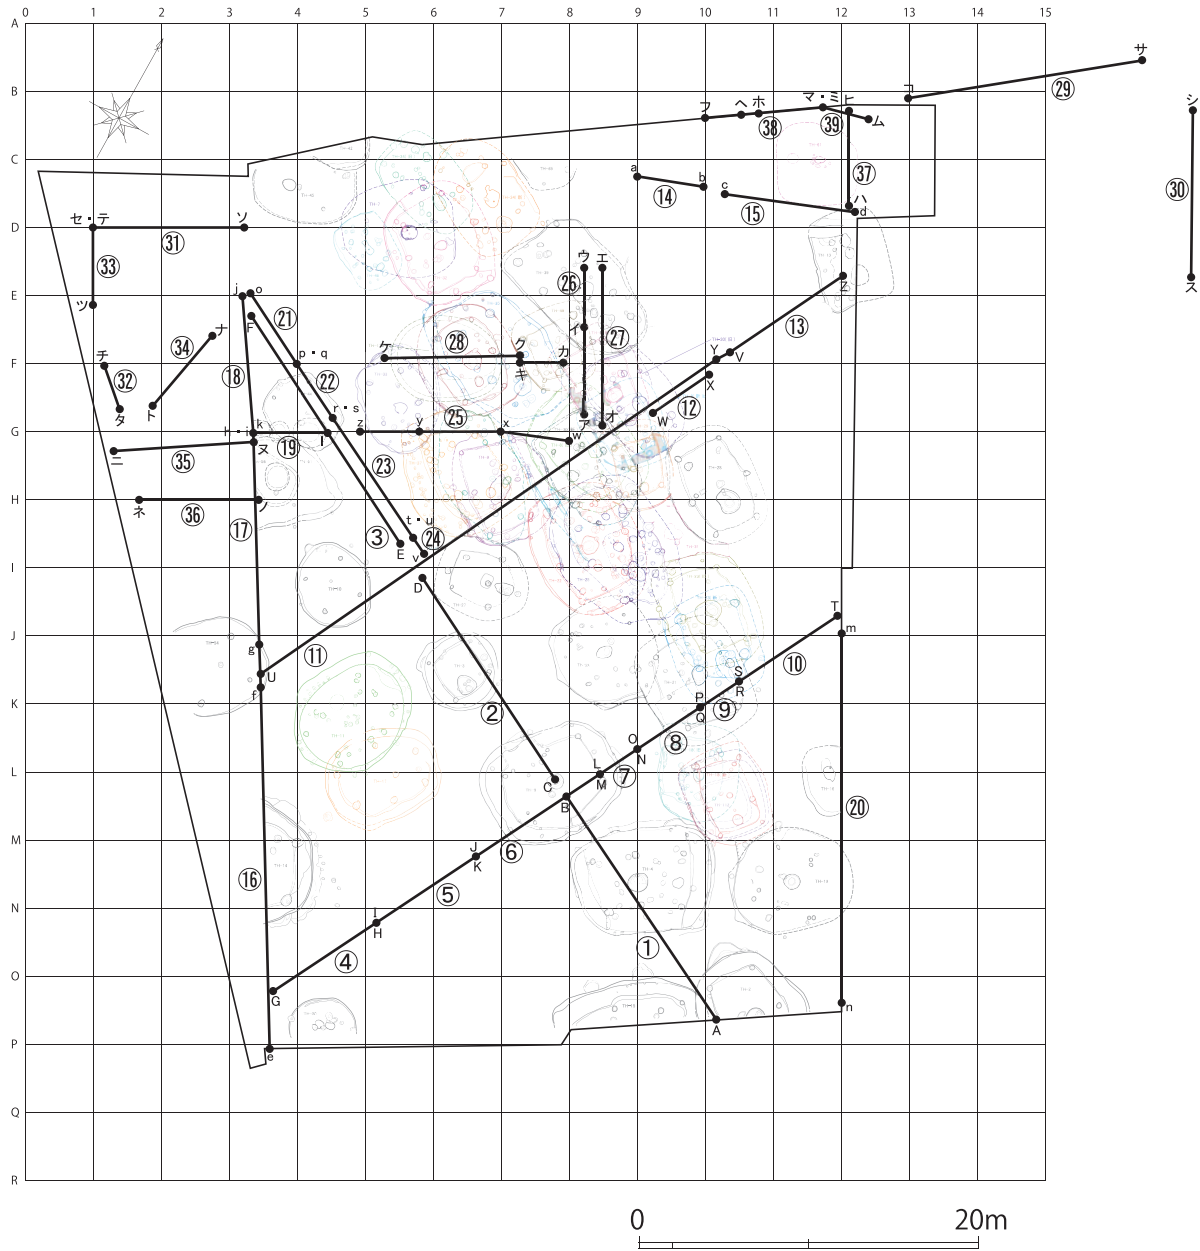 0 1 2 3 4 5 6 7 8 9 10 11 12 13 14 15
A
サ
㉙
B
コ
シ
フ ヘ ホ マ・ミ ヒ ム
㊳ ㊴
C
a b c ハ d
⑭ ⑮ ㊲ ㉚
D
セ・テ ソ
㉛
㉝
ウ エ
㉖ ㉗
Z
ス
E
ツ j o
㉑
F
ナ
イ
⑬
㉞
ケ ㉘ ク カ
キ
p・q
Y V
F
チ
㉜ ⑱ ㉒
X
⑫
タ ト r・s ア オ W
G
h・i k ⑲ l z y ㉕ x w
ニ ㉟ ヌ
㉓
H
ネ ㊱ ノ
⑰ ③ t・u ㉔
E v
I
D
T
J
m
g U ⑪ ⑩
f
S
R
K
② P ⑨
Q
O ⑧
N
L
L ⑦
C M
B ⑳
M
J ⑥
K
⑯ ⑤
N
I
H
④ ①
O
G
n
A
P
e
Q
R
0 20m